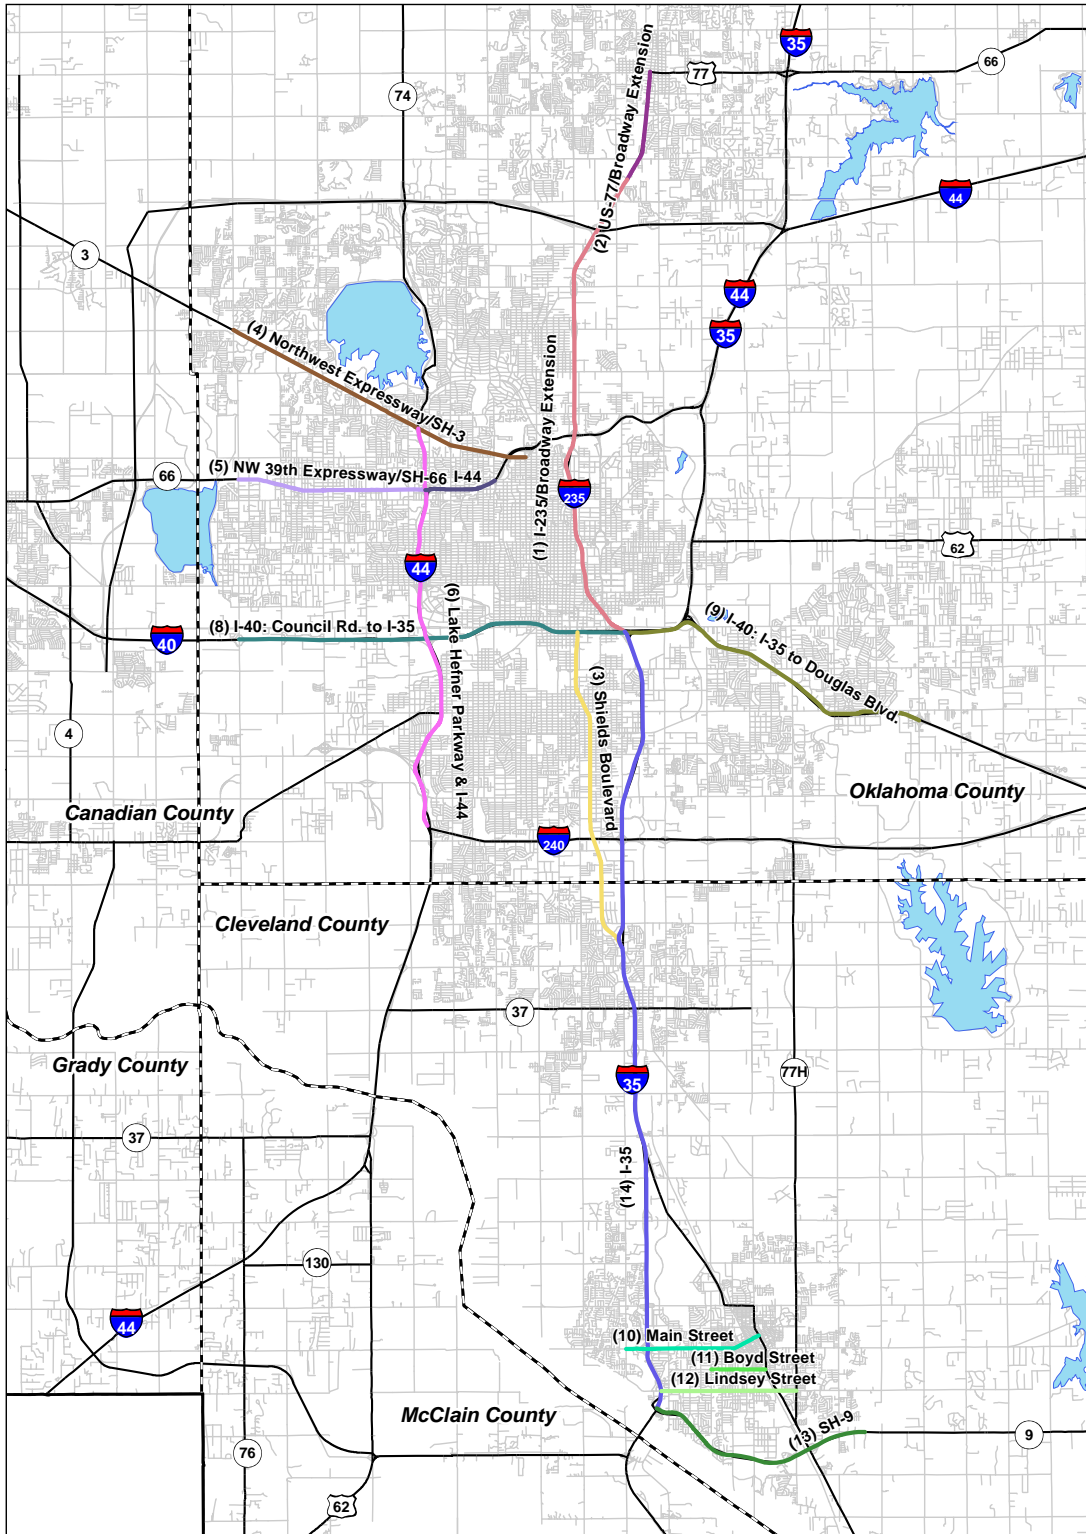 35
66
77
74
(2) US-77/Broadway Extension
44
3
44
35
(4) Northwest Expressway/SH-3
(1) I-235/Broadway Extension
66
(5) NW 39th Expressway/SH-66 I-44
235
62
44
(6) Lake Hefner Parkway & I-44
(9) I-40: I-35 to Douglas Blvd.
(8) I-40: Council Rd. to I-35
40
(3) Shields Boulevard
4
Oklahoma County
Canadian County
240
Cleveland County
37
Grady County
77H
35
37
(14) I-35
130
44
(10) Main Street
(11) Boyd Street
(12) Lindsey Street
McClain County
(13) SH-9
9
76
62